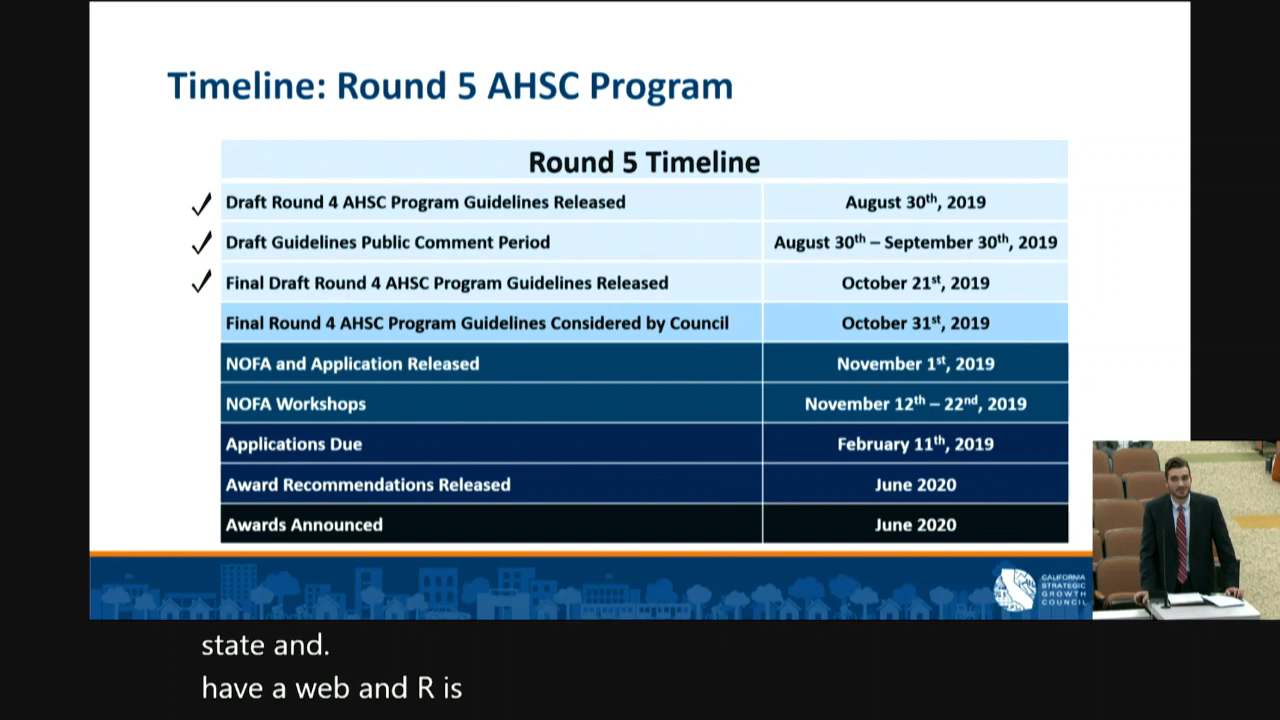 Timeline: Round 5 AHSC Program
Round 5 Timeline
Draft Round 4 AHSC Program Guidelines Released August 30th, 2019
Draft Guidelines Public Comment Period August 30th – September 30th, 2019
Final Draft Round 4 AHSC Program Guidelines Released October 21st, 2019
Final Round 4 AHSC Program Guidelines Considered by Council October 31st, 2019
NOFA and Application Released November 1st, 2019
NOFA Workshops November 12th – 22nd, 2019
Applications Due February 11th, 2019
Award Recommendations Released June 2020
Awards Announced June 2020
CALIFORNIA
STRATEGIC
GROWTH
COUNCIL
state and.
have a web and R is